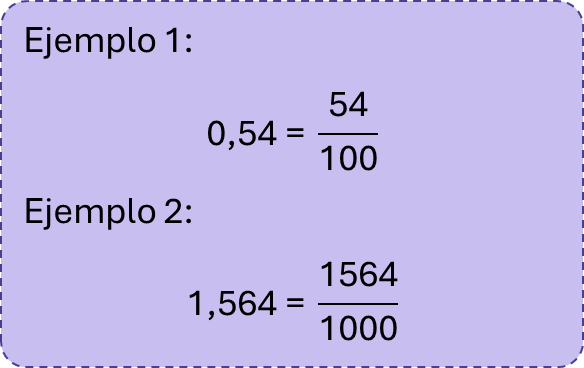 Ejemplo 1:
0,54 = 54/100
Ejemplo 2:
1,564 = 1564/1000